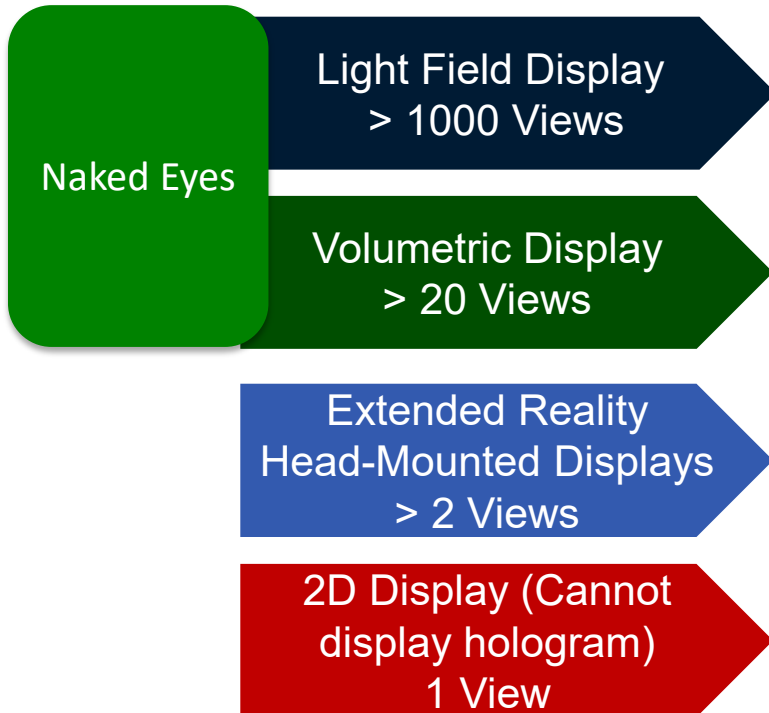 Naked Eyes
Light Field Display
> 1000 Views
Volumetric Display
> 20 Views
Extended Reality
Head-Mounted Displays
> 2 Views
2D Display (Cannot
display hologram)
1 View